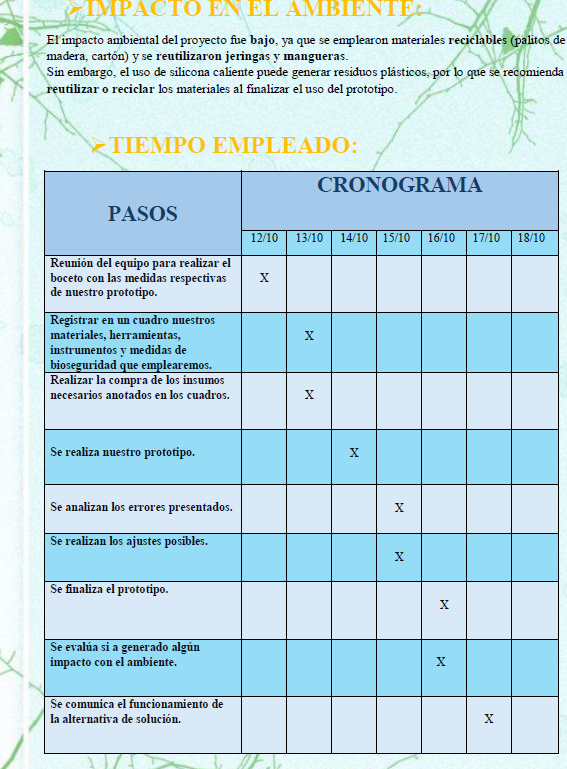 ➢IMPACTO EN EL AMBIENTE:
El impacto ambiental del proyecto fue bajo, ya que se emplearon materiales reciclables (palitos de
madera, cartón) y se reutilizaron jeringas y mangueras.
Sin embargo, el uso de silicona caliente puede generar residuos plásticos, por lo que se recomienda
reutilizar o reciclar los materiales al finalizar el uso del prototipo.
➢TIEMPO EMPLEADO:
PASOS
CRONOGRAMA
12/10 13/10 14/10 15/10 16/10 17/10 18/10
Reunión del equipo para realizar el
boceto con las medidas respectivas
de nuestro prototipo.
X
Registrar en un cuadro nuestros
materiales, herramientas,
instrumentos y medidas de
bioseguridad que emplearemos.
X
Realizar la compra de los insumos
necesarios anotados en los cuadros.
X
Se realiza nuestro prototipo.
X
Se analizan los errores presentados.
X
Se realizan los ajustes posibles.
X
Se finaliza el prototipo.
X
Se evalúa si a generado algún
impacto con el ambiente.
X
Se comunica el funcionamiento de
la alternativa de solución.
X